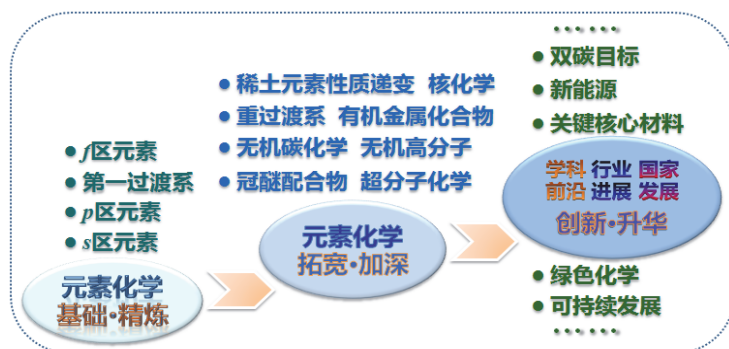 ● f区元素
● 第一过渡系
● p区元素
● s区元素
元素化学
基础·精炼
● 稀土元素性质递变 核化学
● 重过渡系 有机金属化合物
● 无机碳化学 无机高分子
● 冠醚配合物 超分子化学
元素化学
拓宽·加深
……
● 双碳目标
● 新能源
● 关键核心材料
学科 行业 国家
前沿 进展 发展
创新·升华
● 绿色化学
● 可持续发展
……